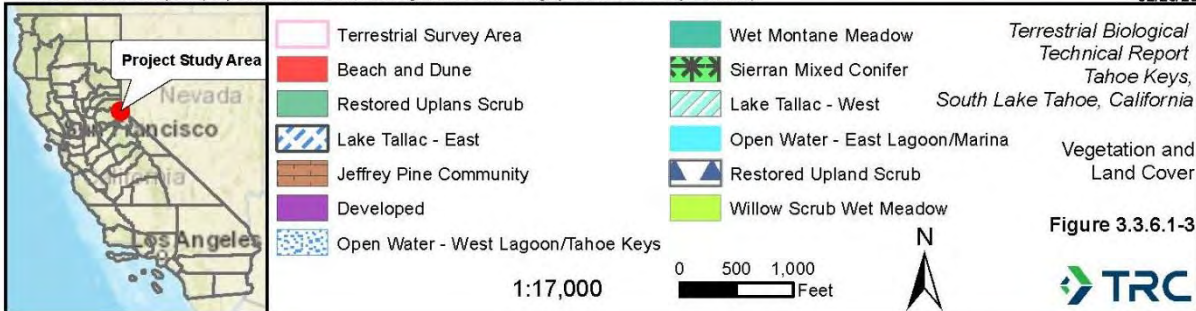 Project Study Area
Nevada
San Francisco
California
Los Angeles
Terrestrial Survey Area
Beach and Dune
Restored Uplans Scrub
Lake Tallac - East
Jeffrey Pine Community
Developed
Open Water - West Lagoon/Tahoe Keys
Wet Montane Meadow
Sierran Mixed Conifer
Lake Tallac - West
Open Water - East Lagoon/Marina
Restored Upland Scrub
Willow Scrub Wet Meadow
1:17,000
0 500 1,000
Feet
N
Terrestrial Biological
Technical Report
Tahoe Keys,
South Lake Tahoe, California
Vegetation and
Land Cover
Figure 3.3.6.1-3
TRC